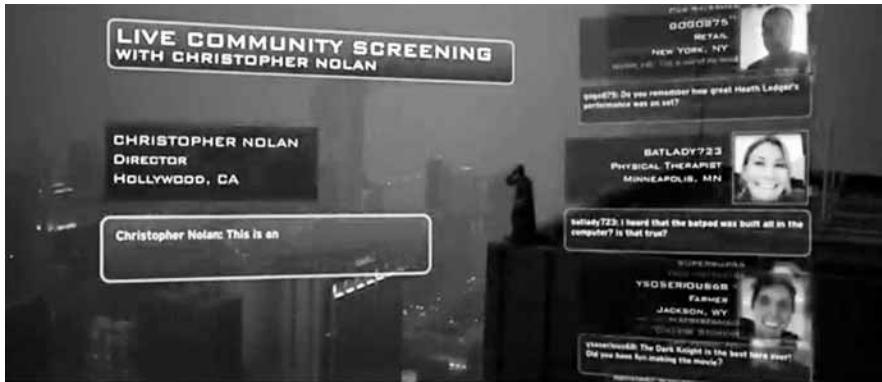 LIVE COMMUNITY SCREENING
WITH CHRISTOPHER NOLAN
CHRISTOPHER NOLAN
DIRECTOR
HOLLYWOOD, CA
Christopher Nolan: This is an
GOGO875
RETAIL
NEW YORK, NY
gogo875: Do you remember how great Heath Ledger's
performance was on set?
BATLADY723
PHYSICAL THERAPIST
MINNEAPOLIS, MN
batlady723: I heard that the batpod was built all in the
computer? Is that true?
YSOSERIOUS68
FARMER
JACKSON, WY
ysoserious68: The Dark Knight is the best hero ever!
Did you have fun making the movie?